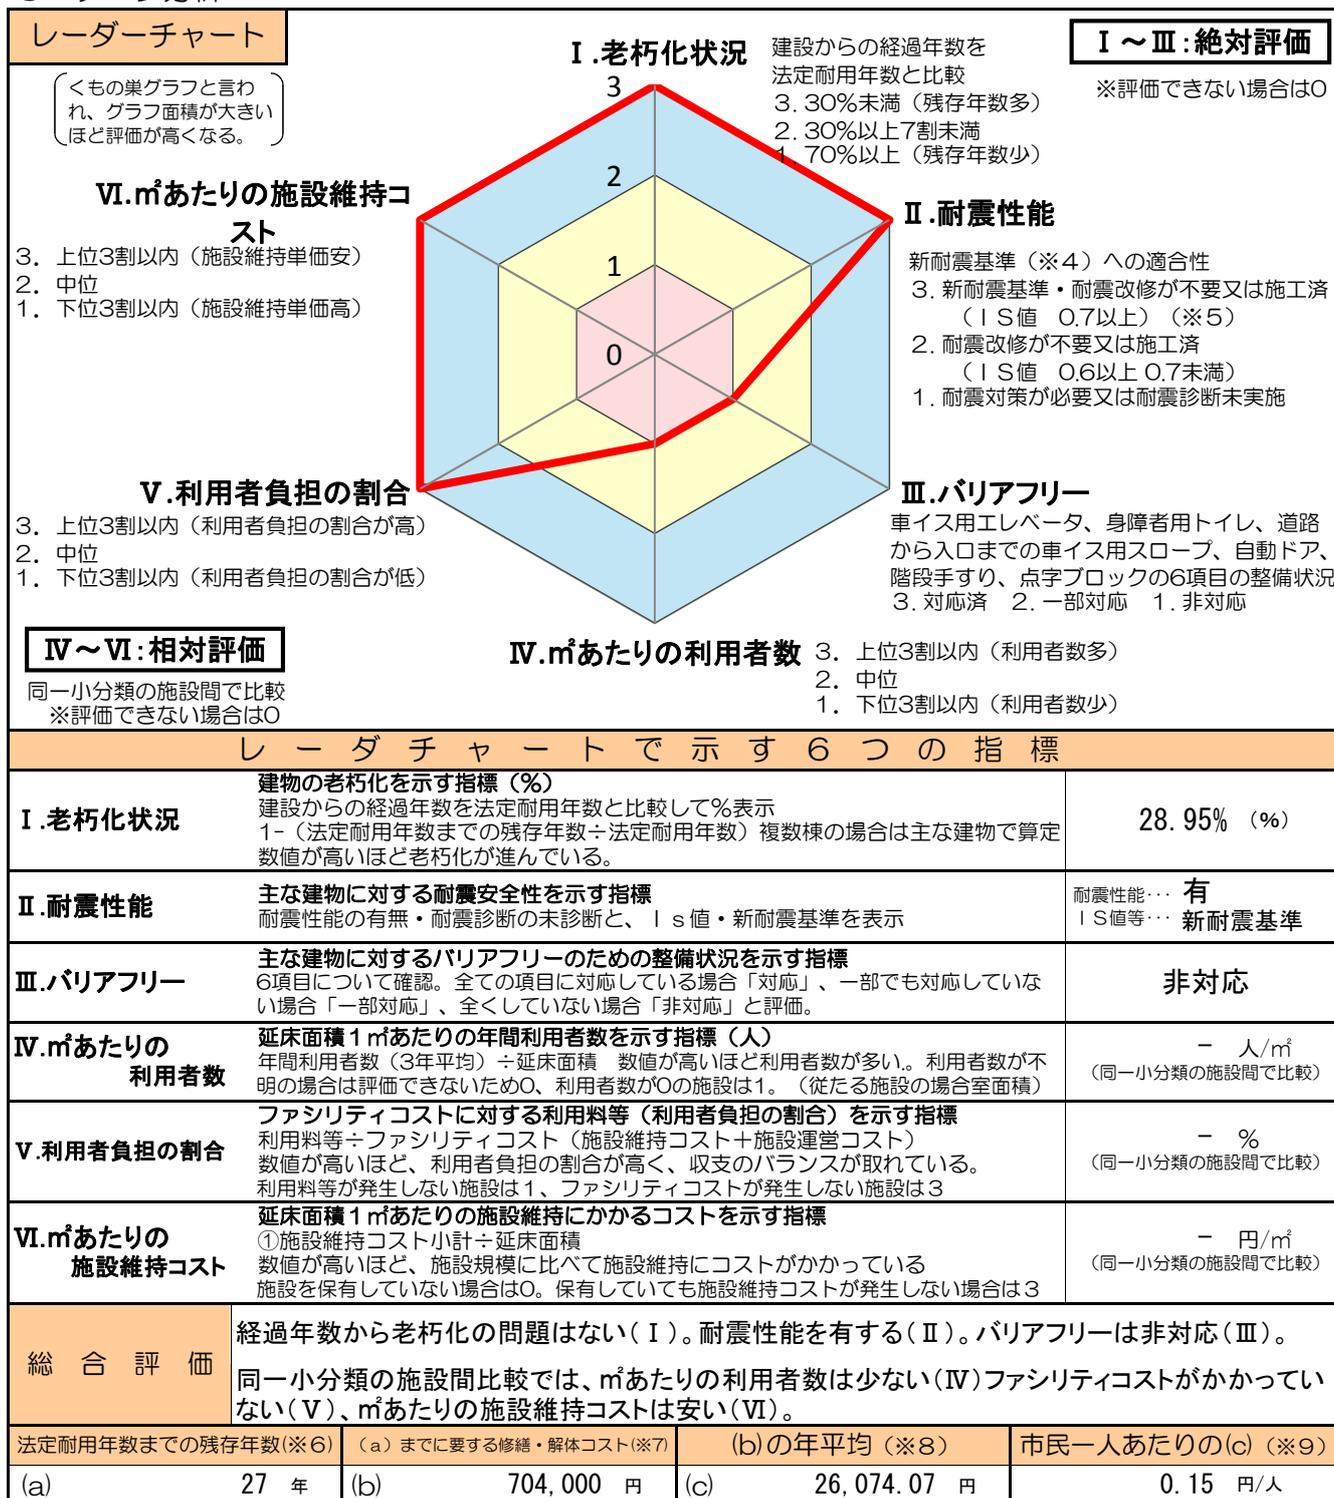 レーダーチャート
くもの巣グラフと言わ
れ、グラフ面積が大きい
ほど評価が高くなる。
Ⅰ.老朽化状況
建設からの経過年数を
法定耐用年数と比較
3. 30%未満（残存年数多）
2. 30%以上7割未満
1. 70%以上（残存年数少）
Ⅰ～Ⅲ:絶対評価
※評価できない場合は0
3
2
1
0
Ⅵ.㎡あたりの施設維持コ
スト
3. 上位3割以内（施設維持単価安）
2. 中位
1. 下位3割以内（施設維持単価高）
Ⅱ.耐震性能
新耐震基準（※4）への適合性
3. 新耐震基準・耐震改修が不要又は施工済
（ＩＳ値 0.7以上）（※5）
2. 耐震改修が不要又は施工済
（ＩＳ値 0.6以上 0.7未満）
1. 耐震対策が必要又は耐震診断未実施
Ⅴ.利用者負担の割合
3. 上位3割以内（利用者負担の割合が高）
2. 中位
1. 下位3割以内（利用者負担の割合が低）
Ⅲ.バリアフリー
車イス用エレベータ、身障者用トイレ、道路
から入口までの車イス用スロープ、自動ドア、
階段手すり、点字ブロックの6項目の整備状況
3. 対応済 2. 一部対応 1. 非対応
Ⅳ～Ⅵ:相対評価
同一小分類の施設間で比較
※評価できない場合は0
Ⅳ.㎡あたりの利用者数
3. 上位3割以内（利用者数多）
2. 中位
1. 下位3割以内（利用者数少）
レーダチャートで示す６つの指標
Ⅰ.老朽化状況
建物の老朽化を示す指標（%）
建設からの経過年数を法定耐用年数と比較して%表示
1-（法定耐用年数までの残存年数÷法定耐用年数）複数棟の場合は主な建物で算定
数値が高いほど老朽化が進んでいる。
28.95% （%）
Ⅱ.耐震性能
主な建物に対する耐震安全性を示す指標
耐震性能の有無・耐震診断の未診断と、Ｉｓ値・新耐震基準を表示
耐震性能･･･ 有
ＩＳ値等･･･ 新耐震基準
Ⅲ.バリアフリー
主な建物に対するバリアフリーのための整備状況を示す指標
6項目について確認。全ての項目に対応している場合「対応」、一部でも対応していな
い場合「一部対応」、全くしていない場合「非対応」と評価。
非対応
Ⅳ.㎡あたりの
利用者数
延床面積１㎡あたりの年間利用者数を示す指標（人）
年間利用者数（3年平均）÷延床面積 数値が高いほど利用者数が多い.。利用者数が不
明の場合は評価できないため0、利用者数が0の施設は1。（従たる施設の場合室面積）
－ 人/㎡
（同一小分類の施設間で比較）
Ⅴ.利用者負担の割合
ファシリティコストに対する利用料等（利用者負担の割合）を示す指標
利用料等÷ファシリティコスト（施設維持コスト＋施設運営コスト）
数値が高いほど、利用者負担の割合が高く、収支のバランスが取れている。
利用料等が発生しない施設は１、ファシリティコストが発生しない施設は３
－ %
（同一小分類の施設間で比較）
Ⅵ.㎡あたりの
施設維持コスト
延床面積１㎡あたりの施設維持にかかるコストを示す指標
①施設維持コスト小計÷延床面積
数値が高いほど、施設規模に比べて施設維持にコストがかかっている
施設を保有していない場合は0。保有していても施設維持コストが発生しない場合は３
－ 円/㎡
（同一小分類の施設間で比較）
総合評価
経過年数から老朽化の問題はない(Ⅰ)。耐震性能を有する(Ⅱ)。バリアフリーは非対応(Ⅲ)。
同一小分類の施設間比較では、㎡あたりの利用者数は少ない(Ⅳ)ファシリティコストがかかってい
ない(Ⅴ)、㎡あたりの施設維持コストは安い(Ⅵ)。
法定耐用年数までの残存年数(※６) （ａ）までに要する修繕・解体コスト(※7) (b)の年平均（※８） 市民一人あたりの(c)（※９）
(a) 27 年 (b) 704,000 円 (c) 26,074.07 円 0.15 円/人